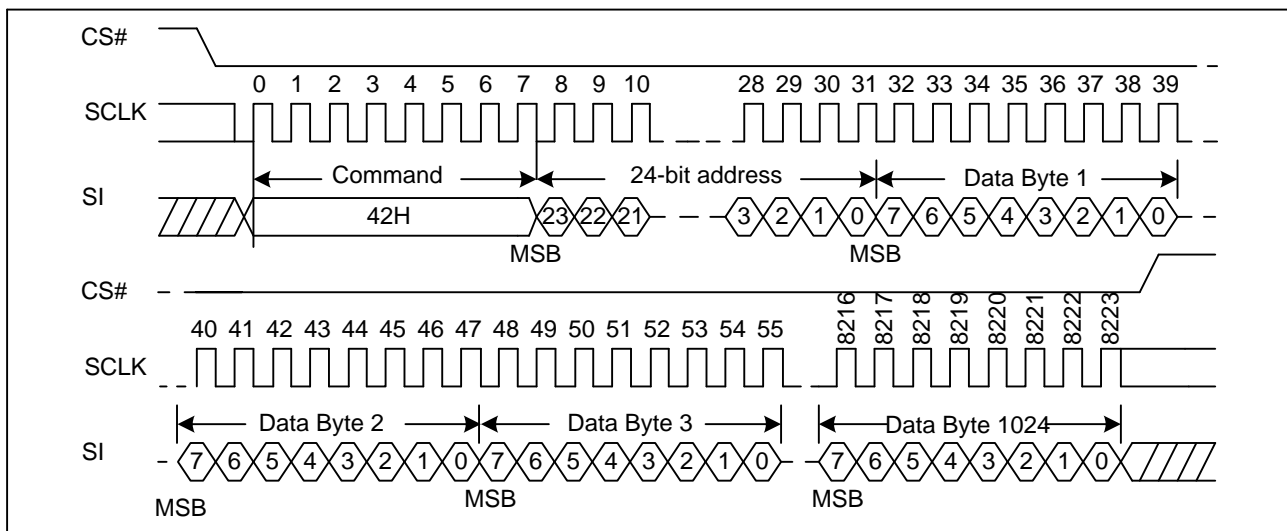 CS#
0 1 2 3 4 5 6 7 8 9 10 28 29 30 31 32 33 34 35 36 37 38 39
SCLK
Command 24-bit address Data Byte 1
SI
42H 23 22 21 3 2 1 0 7 6 5 4 3 2 1 0
MSB MSB
CS#
40 41 42 43 44 45 46 47 48 49 50 51 52 53 54 55 8216 8217 8218 8219 8220 8221 8222 8223
SCLK
Data Byte 2 Data Byte 3 Data Byte 1024
SI
7 6 5 4 3 2 1 0 7 6 5 4 3 2 1 0 7 6 5 4 3 2 1 0
MSB MSB MSB